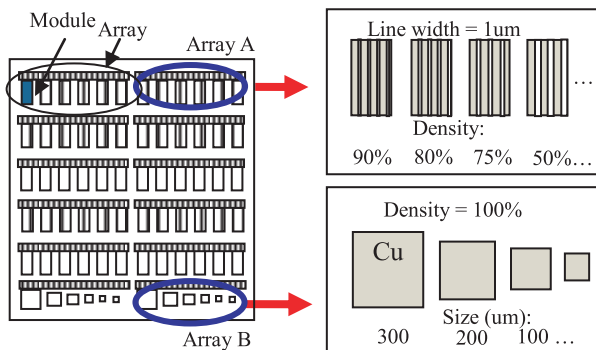 Module
Array
Array A
Line width = 1um
...
Density:
90% 80% 75% 50%...
Density = 100%
Cu
Size (um):
300 200 100 ...
Array B